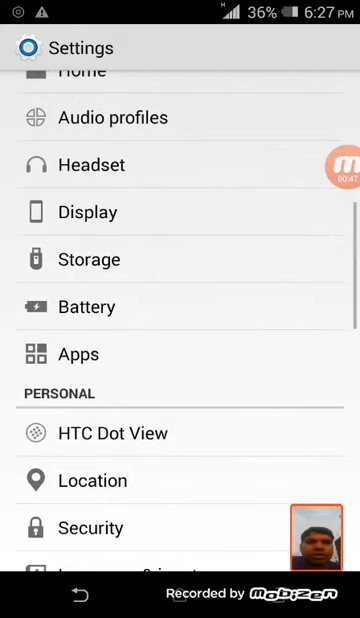 H 36% 6:27 PM
Settings
Home
Audio profiles
Headset
00:47
Display
Storage
Battery
Apps
PERSONAL
HTC Dot View
Location
Security
Recorded by mobizen